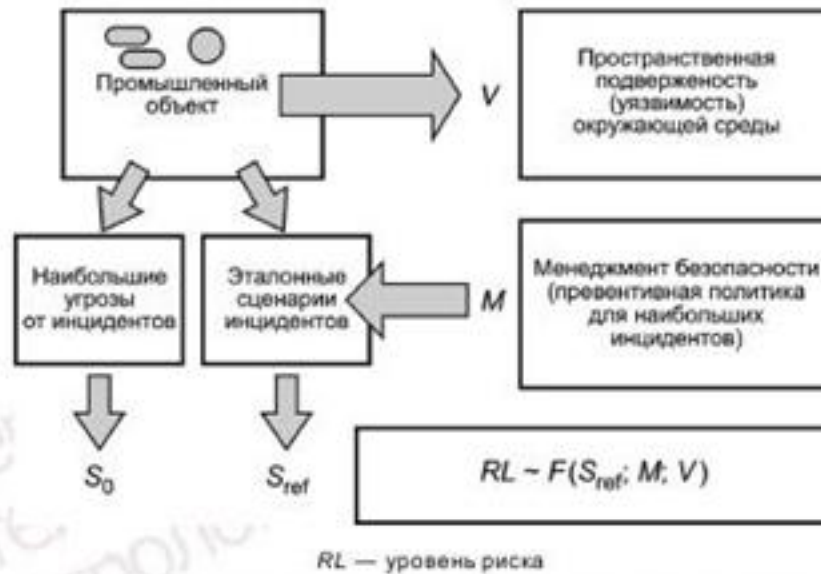 Промышленный
объект
V
Пространственная
подверженость
(уязвимость)
окружающей среды
Наибольшие
угрозы
от инцидентов
Эталонные
сценарии
инцидентов
M
Менеджмент безопасности
(превентивная политика
для наибольших
инцидентов)
S₀
Sref
RL ~ F(Sref; M; V)
RL — уровень риска